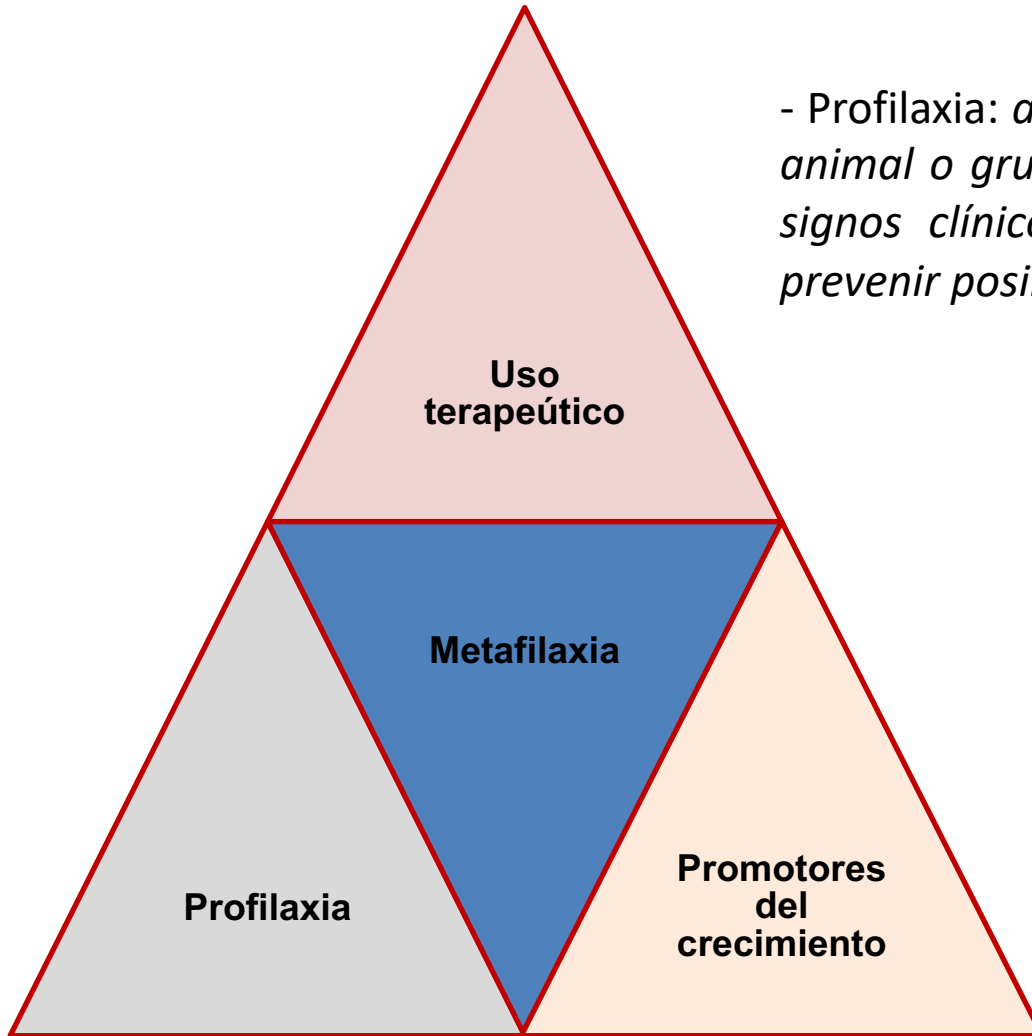 - Profilaxia: 
animal o gru
signos clínic
prevenir posi
Uso
terapeútico
Metafilaxia
Profilaxia
Promotores
del
crecimiento